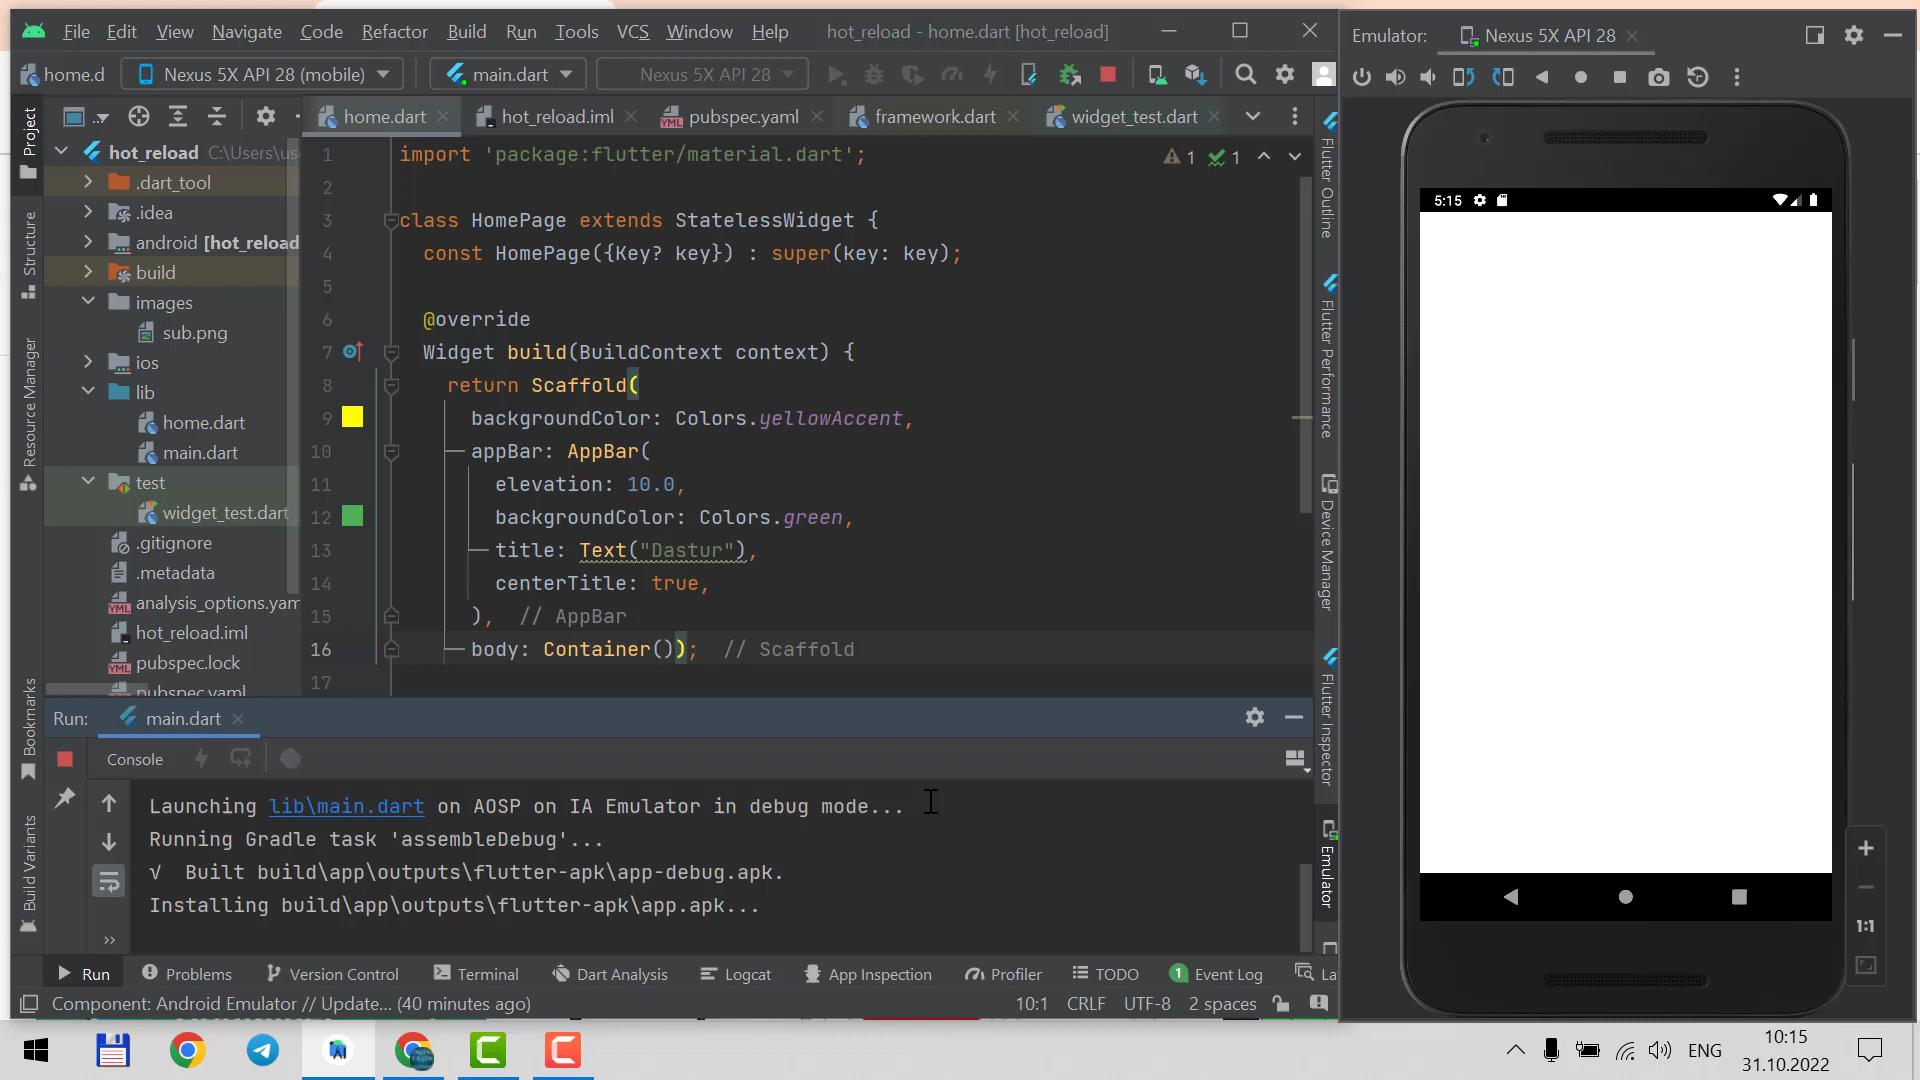 File Edit View Navigate Code Refactor Build Run Tools VCS Window Help hot_reload - home.dart [hot_reload]
home.d Nexus 5X API 28 (mobile) main.dart Nexus 5X API 28
home.dart hot_reload.iml pubspec.yaml framework.dart widget_test.dart
Project
Structure
Resource Manager
Bookmarks
Build Variants
hot_reload C:\Users\us
.dart_tool
.idea
android [hot_reload
build
images
sub.png
ios
lib
home.dart
main.dart
test
widget_test.dart
.gitignore
.metadata
analysis_options.yam
hot_reload.iml
pubspec.lock
pubspec.yaml
1 import 'package:flutter/material.dart';
1 1
2
3 class HomePage extends StatelessWidget {
4 const HomePage({Key? key}) : super(key: key);
5
6 @override
7 Widget build(BuildContext context) {
8 return Scaffold(
9 backgroundColor: Colors.yellowAccent,
10 appBar: AppBar(
11 elevation: 10.0,
12 backgroundColor: Colors.green,
13 title: Text("Dastur"),
14 centerTitle: true,
15 ), // AppBar
16 body: Container()); // Scaffold
17
Flutter Outline
Flutter Performance
Device Manager
Flutter Inspector
Emulator
Run: main.dart
Console
Launching lib\main.dart on AOSP on IA Emulator in debug mode...
Running Gradle task 'assembleDebug'...
√ Built build\app\outputs\flutter-apk\app-debug.apk.
Installing build\app\outputs\flutter-apk\app.apk...
Run Problems Version Control Terminal Dart Analysis Logcat App Inspection Profiler TODO 1 Event Log La
Component: Android Emulator // Update... (40 minutes ago) 10:1 CRLF UTF-8 2 spaces
Emulator: Nexus 5X API 28
5:15
1:1
ENG
10:15
31.10.2022